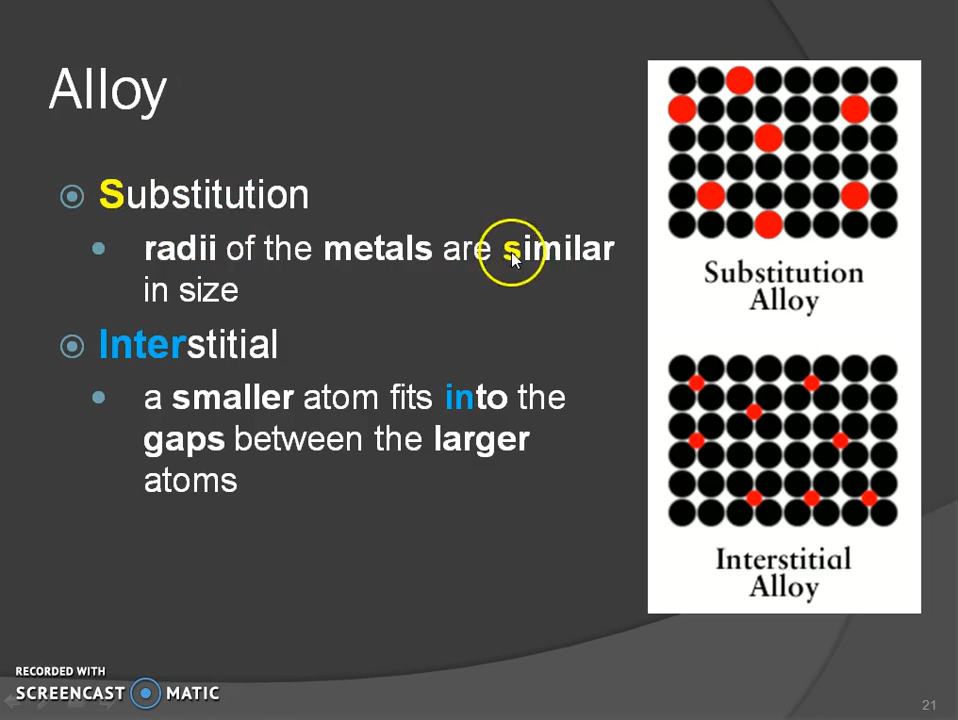 Alloy
Substitution
radii of the metals are similar
in size
Interstitial
a smaller atom fits into the
gaps between the larger
atoms
Substitution
Alloy
Interstitial
Alloy
RECORDED WITH
SCREENCAST MATIC
21